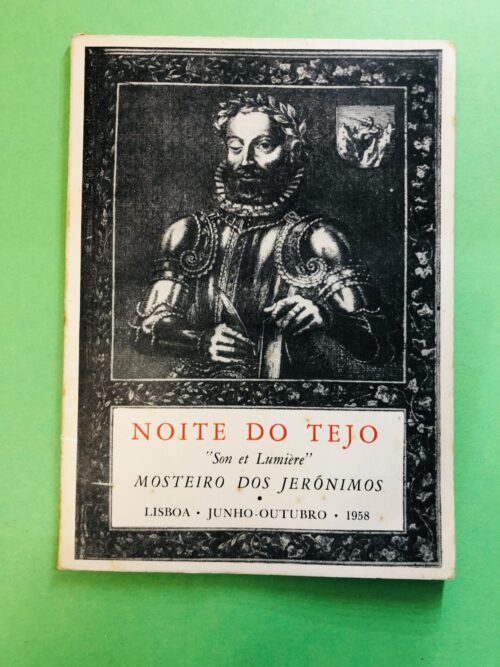 NOITE DO TEJO
"Son et Lumière"
MOSTEIRO DOS JERÓNIMOS
•
LISBOA • JUNHO-OUTUBRO • 1958